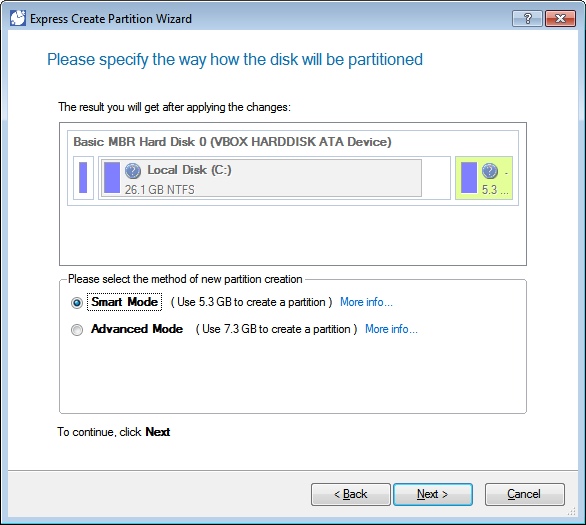 Express Create Partition Wizard
Please specify the way how the disk will be partitioned
The result you will get after applying the changes:
Basic MBR Hard Disk 0 (VBOX HARDDISK ATA Device)
Local Disk (C:)
26.1 GB NTFS
-
5.3 ...
Please select the method of new partition creation
Smart Mode ( Use 5.3 GB to create a partition ) More info...
Advanced Mode ( Use 7.3 GB to create a partition ) More info...
To continue, click Next
< Back Next > Cancel